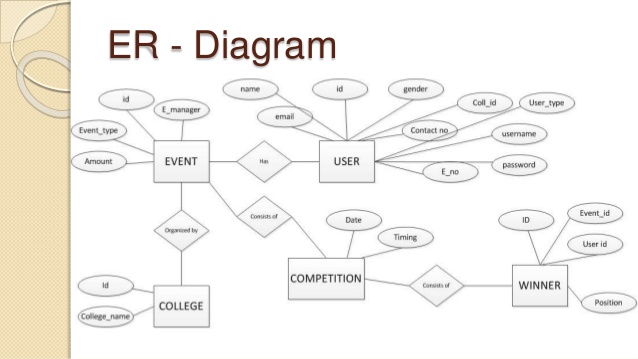 ER - Diagram
name
id
gender
id
E_manager
email
Coll_id
User_type
Event_type
Contact no
username
Amount
EVENT
Has
USER
E_no
password
Organized by
Consists of
Date
Timing
ID
Event_id
User id
Id
College_name
COLLEGE
COMPETITION
Consists of
WINNER
Position